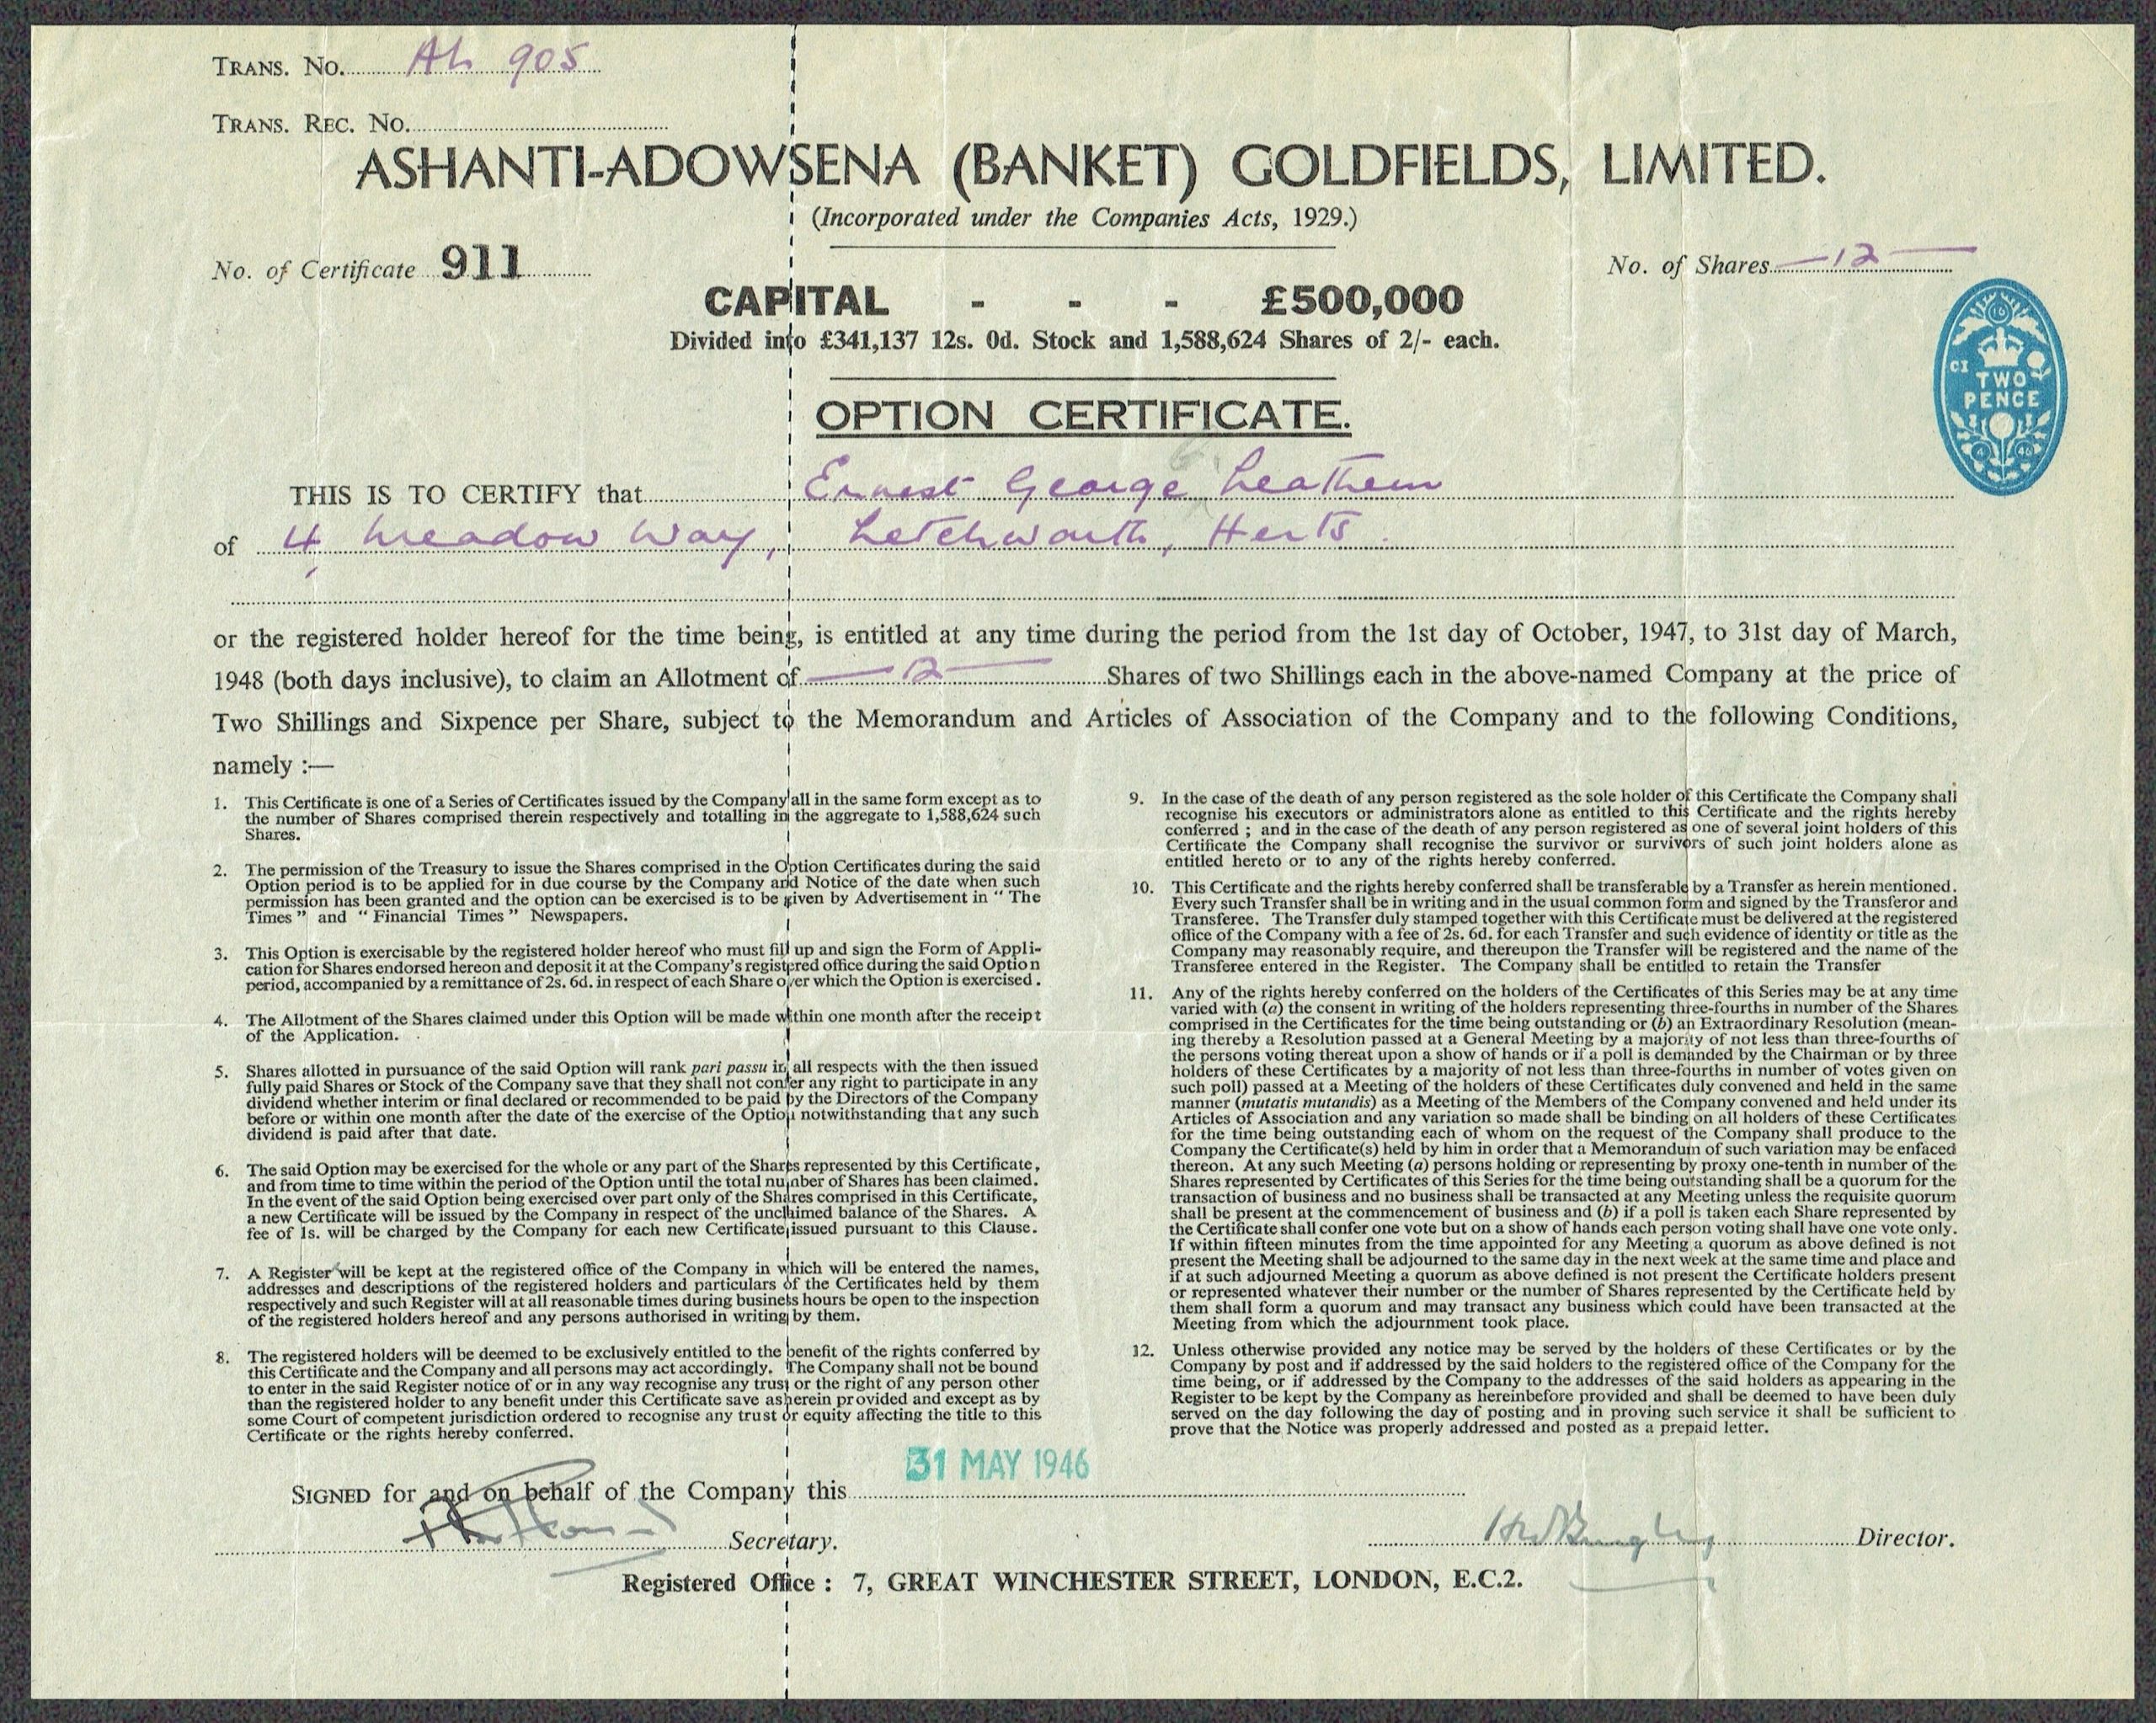 TRANS. No. Al 905
TRANS. REC. No.
ASHANTI-ADOWSENA (BANKET) GOLDFIELDS, LIMITED.
(Incorporated under the Companies Acts, 1929.)
No. of Certificate 911
No. of Shares —12—
CAPITAL - - - £500,000
Divided into £341,137 12s. 0d. Stock and 1,588,624 Shares of 2/- each.
CI TWO PENCE
OPTION CERTIFICATE.
THIS IS TO CERTIFY that Ernest George Leathem
of 4, Meadow Way, Letchworth, Herts.
or the registered holder hereof for the time being, is entitled at any time during the period from the 1st day of October, 1947, to 31st day of March,
1948 (both days inclusive), to claim an Allotment of —12— Shares of two Shillings each in the above-named Company at the price of
Two Shillings and Sixpence per Share, subject to the Memorandum and Articles of Association of the Company and to the following Conditions,
namely :—
1. This Certificate is one of a Series of Certificates issued by the Company all in the same form except as to
the number of Shares comprised therein respectively and totalling in the aggregate to 1,588,624 such
Shares.
2. The permission of the Treasury to issue the Shares comprised in the Option Certificates during the said
Option period is to be applied for in due course by the Company and Notice of the date when such
permission has been granted and the option can be exercised is to be given by Advertisement in “ The
Times ” and “ Financial Times ” Newspapers.
3. This Option is exercisable by the registered holder hereof who must fill up and sign the Form of Appli-
cation for Shares endorsed hereon and deposit it at the Company's registered office during the said Option
period, accompanied by a remittance of 2s. 6d. in respect of each Share over which the Option is exercised.
4. The Allotment of the Shares claimed under this Option will be made within one month after the receipt
of the Application.
5. Shares allotted in pursuance of the said Option will rank pari passu in all respects with the then issued
fully paid Shares or Stock of the Company save that they shall not confer any right to participate in any
dividend whether interim or final declared or recommended to be paid by the Directors of the Company
before or within one month after the date of the exercise of the Option notwithstanding that any such
dividend is paid after that date.
6. The said Option may be exercised for the whole or any part of the Shares represented by this Certificate,
and from time to time within the period of the Option until the total number of Shares has been claimed.
In the event of the said Option being exercised over part only of the Shares comprised in this Certificate,
a new Certificate will be issued by the Company in respect of the unclaimed balance of the Shares. A
fee of 1s. will be charged by the Company for each new Certificate issued pursuant to this Clause.
7. A Register will be kept at the registered office of the Company in which will be entered the names,
addresses and descriptions of the registered holders and particulars of the Certificates held by them
respectively and such Register will at all reasonable times during business hours be open to the inspection
of the registered holders hereof and any persons authorised in writing by them.
8. The registered holders will be deemed to be exclusively entitled to the benefit of the rights conferred by
this Certificate and the Company and all persons may act accordingly. The Company shall not be bound
to enter in the said Register notice of or in any way recognise any trust or the right of any person other
than the registered holder to any benefit under this Certificate save as herein provided and except as by
some Court of competent jurisdiction ordered to recognise any trust or equity affecting the title to this
Certificate or the rights hereby conferred.
9. In the case of the death of any person registered as the sole holder of this Certificate the Company shall
recognise his executors or administrators alone as entitled to this Certificate and the rights hereby
conferred ; and in the case of the death of any person registered as one of several joint holders of this
Certificate the Company shall recognise the survivor or survivors of such joint holders alone as
entitled hereto or to any of the rights hereby conferred.
10. This Certificate and the rights hereby conferred shall be transferable by a Transfer as herein mentioned.
Every such Transfer shall be in writing and in the usual common form and signed by the Transferor and
Transferee. The Transfer duly stamped together with this Certificate must be delivered at the registered
office of the Company with a fee of 2s. 6d. for each Transfer and such evidence of identity or title as the
Company may reasonably require, and thereupon the Transfer will be registered and the name of the
Transferee entered in the Register. The Company shall be entitled to retain the Transfer
11. Any of the rights hereby conferred on the holders of the Certificates of this Series may be at any time
varied with (a) the consent in writing of the holders representing three-fourths in number of the Shares
comprised in the Certificates for the time being outstanding or (b) an Extraordinary Resolution (mean-
ing thereby a Resolution passed at a General Meeting by a majority of not less than three-fourths of
the persons voting thereat upon a show of hands or if a poll is demanded by the Chairman or by three
holders of these Certificates by a majority of not less than three-fourths in number of votes given on
such poll) passed at a Meeting of the holders of these Certificates duly convened and held in the same
manner (mutatis mutandis) as a Meeting of the Members of the Company convened and held under its
Articles of Association and any variation so made shall be binding on all holders of these Certificates
for the time being outstanding each of whom on the request of the Company shall produce to the
Company the Certificate(s) held by him in order that a Memorandum of such variation may be enfaced
thereon. At any such Meeting (a) persons holding or representing by proxy one-tenth in number of the
Shares represented by Certificates of this Series for the time being outstanding shall be a quorum for the
transaction of business and no business shall be transacted at any Meeting unless the requisite quorum
shall be present at the commencement of business and (b) if a poll is taken each Share represented by
the Certificate shall confer one vote but on a show of hands each person voting shall have one vote only.
If within fifteen minutes from the time appointed for any Meeting a quorum as above defined is not
present the Meeting shall be adjourned to the same day in the next week at the same time and place and
if at such adjourned Meeting a quorum as above defined is not present the Certificate holders present
or represented whatever their number or the number of Shares represented by the Certificate held by
them shall form a quorum and may transact any business which could have been transacted at the
Meeting from which the adjournment took place.
12. Unless otherwise provided any notice may be served by the holders of these Certificates or by the
Company by post and if addressed by the said holders to the registered office of the Company for the
time being, or if addressed by the Company to the addresses of the said holders as appearing in the
Register to be kept by the Company as hereinbefore provided and shall be deemed to have been duly
served on the day following the day of posting and in proving such service it shall be sufficient to
prove that the Notice was properly addressed and posted as a prepaid letter.
SIGNED for and on behalf of the Company this 31 MAY 1946
Secretary.
Director.
Registered Office : 7, GREAT WINCHESTER STREET, LONDON, E.C.2.